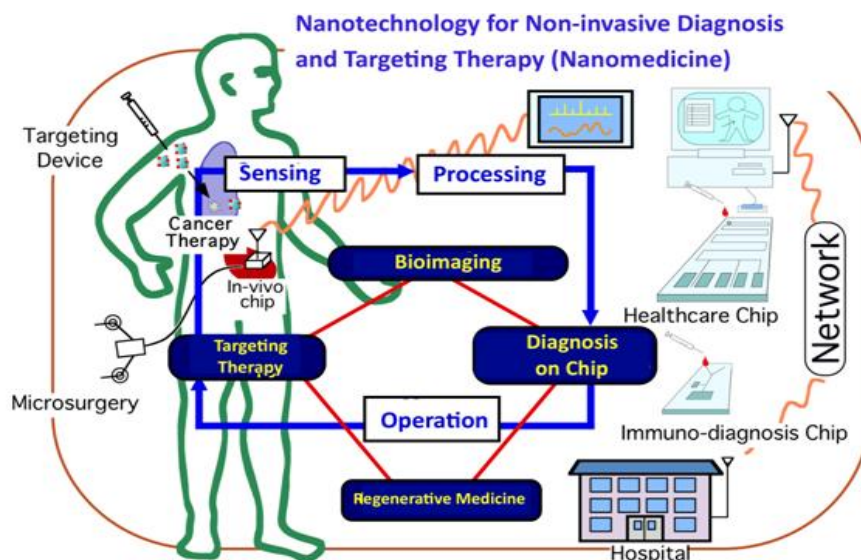 Nanotechnology for Non-invasive Diagnosis
and Targeting Therapy (Nanomedicine)
Targeting
Device
Sensing
Processing
Cancer
Therapy
In-vivo
chip
Bioimaging
Healthcare Chip
Network
Targeting
Therapy
Diagnosis
on Chip
Microsurgery
Operation
Immuno-diagnosis Chip
Regenerative Medicine
Hospital